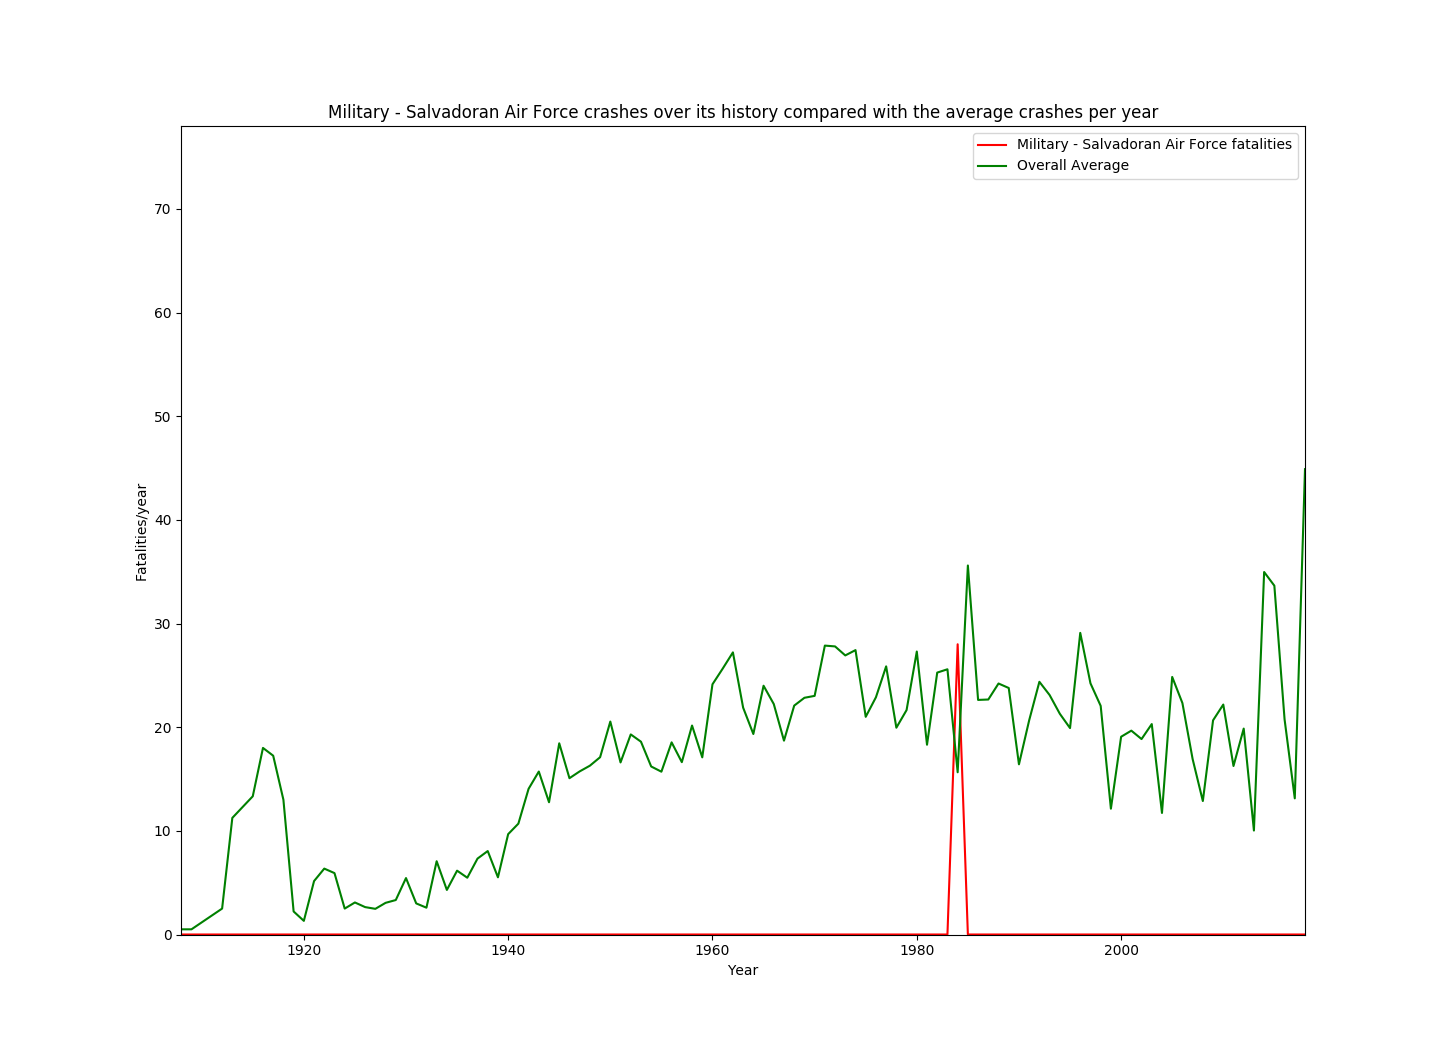 Military - Salvadoran Air Force crashes over its history compared with the average crashes per year
Military - Salvadoran Air Force fatalities
Overall Average
70
60
50
40
30
20
10
0
Fatalities/year
1920 1940 1960 1980 2000
Year